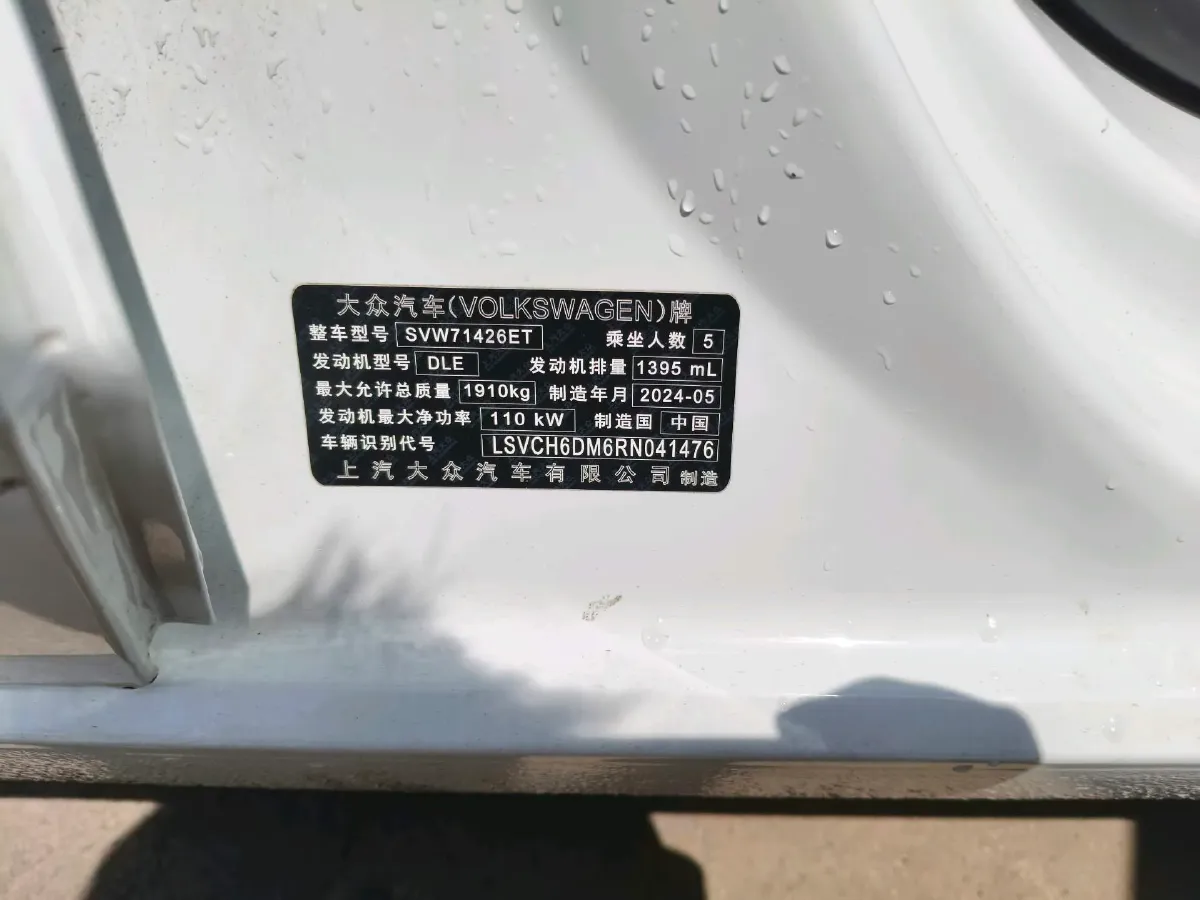 大众汽车(VOLKSWAGEN)牌
整车型号 SVW71426ET 乘坐人数 5
发动机型号 DLE 发动机排量 1395 mL
最大允许总质量 1910kg 制造年月 2024-05
发动机最大净功率 110 kW 制造国 中国
车辆识别代号 LSVCH6DM6RN041476
上汽大众汽车有限公司 制造